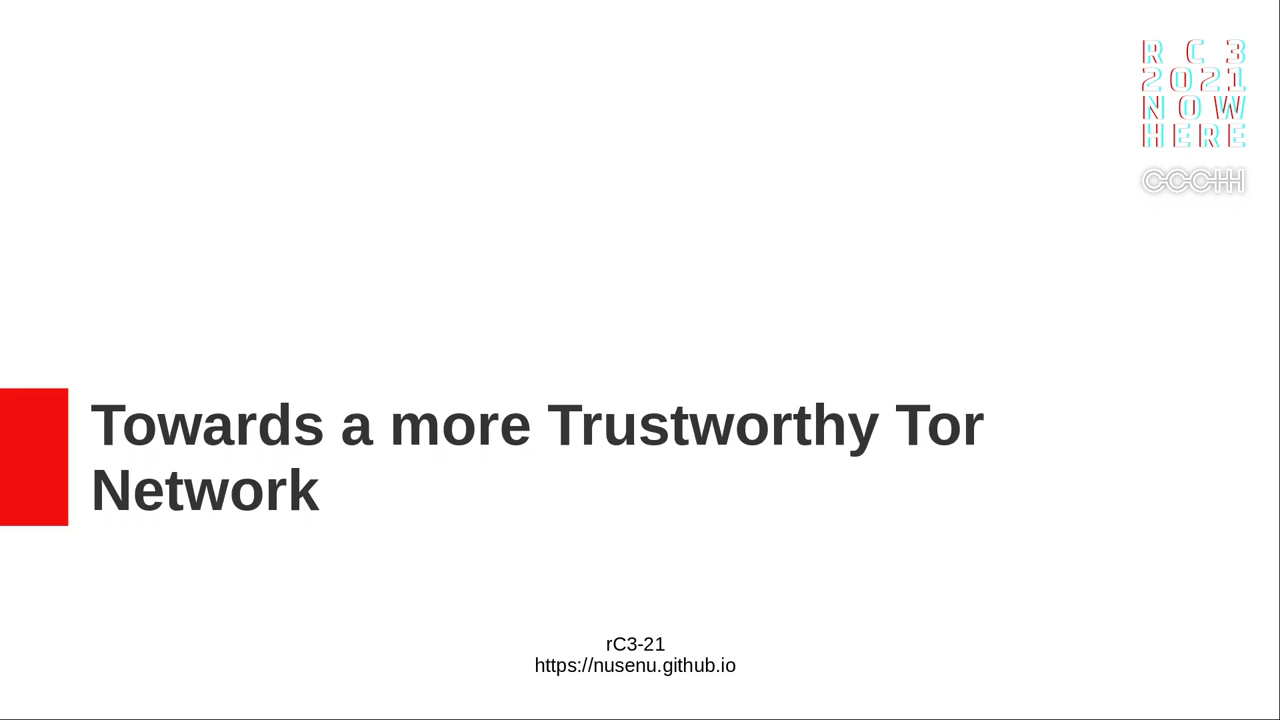 R C 3
2021
NOW
HERE
CCCHH
Towards a more Trustworthy Tor
Network
rC3-21
https://nusenu.github.io